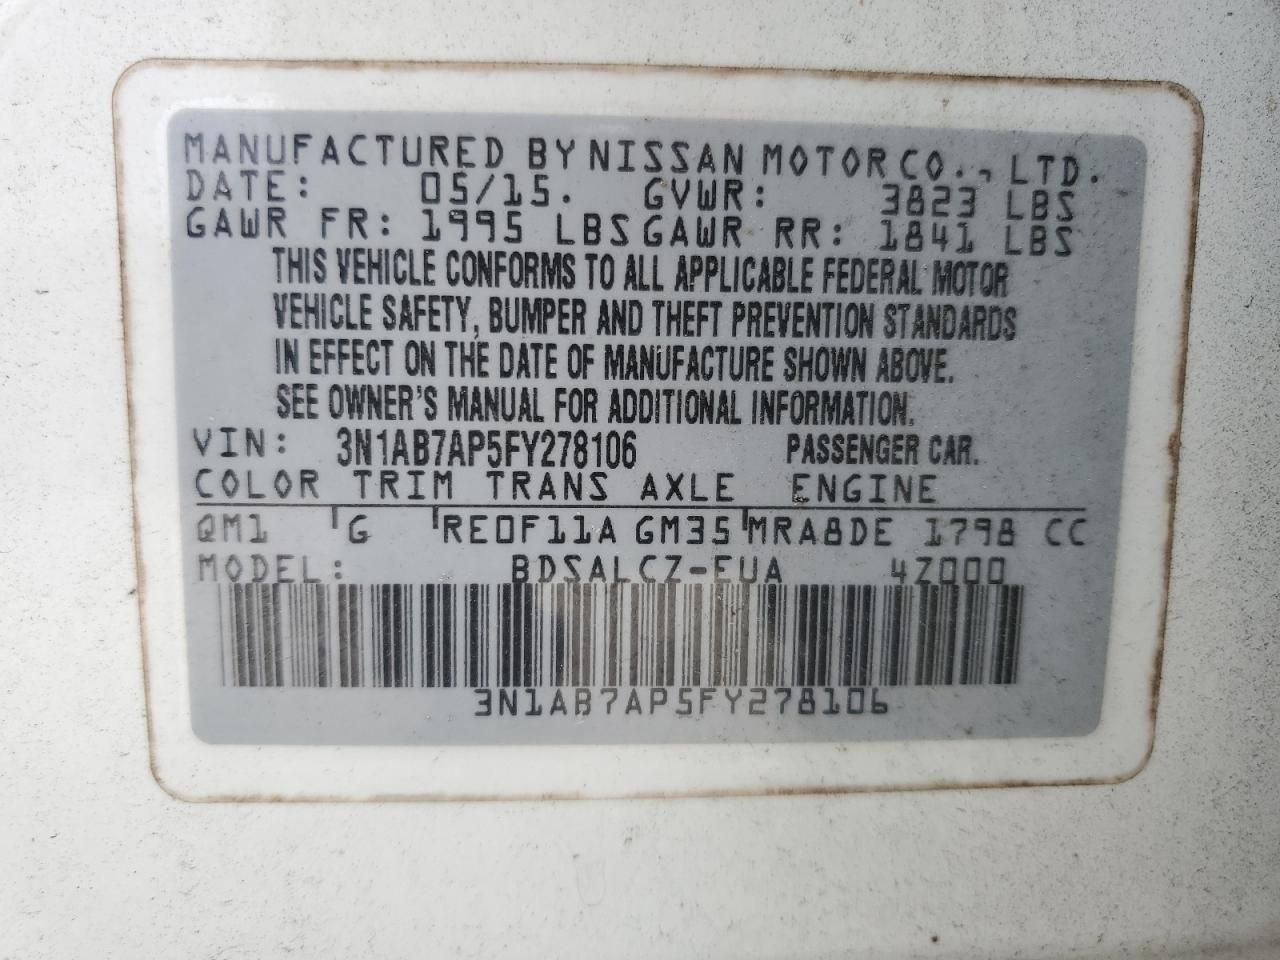 MANUFACTURED BY NISSAN MOTOR CO., LTD.
DATE: 05/15. GVWR: 3823 LBS
GAWR FR: 1995 LBS GAWR RR: 1841 LBS
THIS VEHICLE CONFORMS TO ALL APPLICABLE FEDERAL MOTOR
VEHICLE SAFETY, BUMPER AND THEFT PREVENTION STANDARDS
IN EFFECT ON THE DATE OF MANUFACTURE SHOWN ABOVE.
SEE OWNER'S MANUAL FOR ADDITIONAL INFORMATION.
VIN: 3N1AB7AP5FY278106 PASSENGER CAR.
COLOR TRIM TRANS AXLE ENGINE
QM1 G RE0F11A GM35 MRA8DE 1798 CC
MODEL: BDSALCZ-EUA 4Z000
3N1AB7AP5FY278106